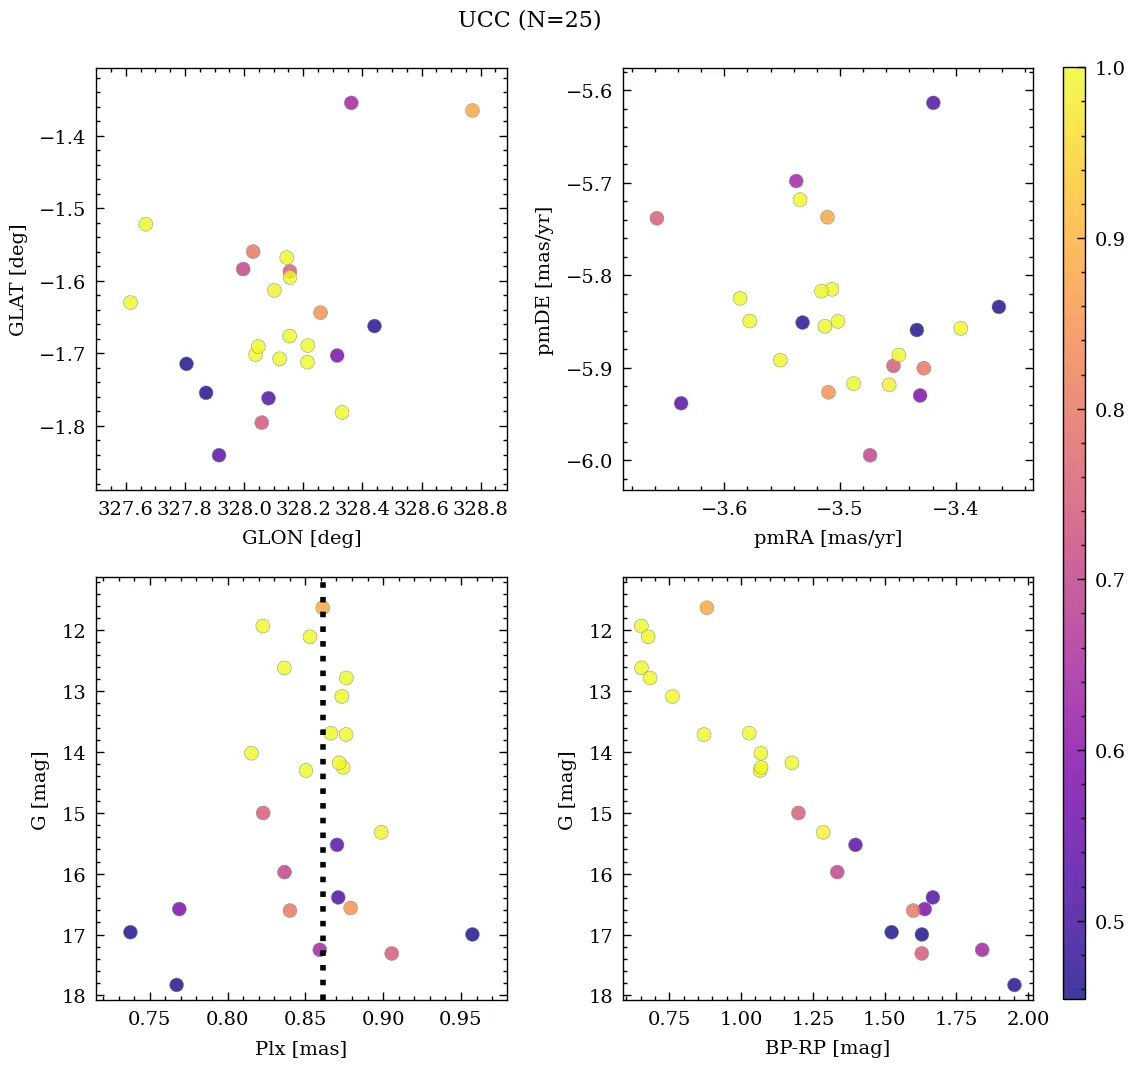 UCC (N=25)
−1.4
−1.5
−1.6
−1.7
−1.8
GLAT [deg]
327.6 327.8 328.0 328.2 328.4 328.6 328.8
GLON [deg]
−5.6
−5.7
−5.8
−5.9
−6.0
pmDE [mas/yr]
−3.6 −3.5 −3.4
pmRA [mas/yr]
1.0
0.9
0.8
0.7
0.6
0.5
12
13
14
15
16
17
18
G [mag]
0.75 0.80 0.85 0.90 0.95
Plx [mas]
12
13
14
15
16
17
18
G [mag]
0.75 1.00 1.25 1.50 1.75 2.00
BP-RP [mag]